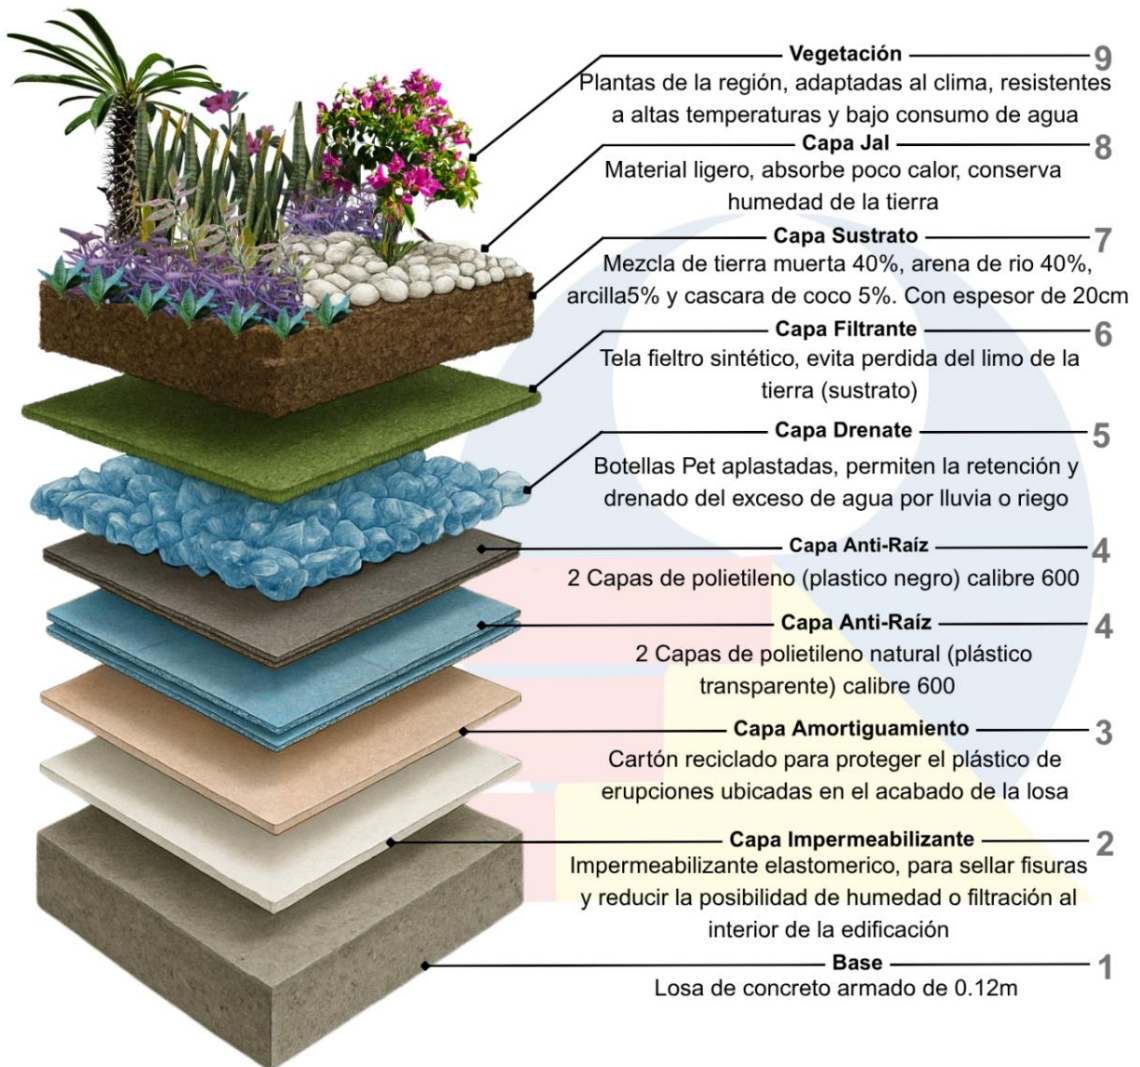 Vegetación 9
Plantas de la región, adaptadas al clima, resistentes
a altas temperaturas y bajo consumo de agua
Capa Jal 8
Material ligero, absorbe poco calor, conserva
humedad de la tierra
Capa Sustrato 7
Mezcla de tierra muerta 40%, arena de rio 40%,
arcilla5% y cascara de coco 5%. Con espesor de 20cm
Capa Filtrante 6
Tela fieltro sintético, evita perdida del limo de la
tierra (sustrato)
Capa Drenate 5
Botellas Pet aplastadas, permiten la retención y
drenado del exceso de agua por lluvia o riego
Capa Anti-Raíz 4
2 Capas de polietileno (plastico negro) calibre 600
Capa Anti-Raíz 4
2 Capas de polietileno natural (plástico
transparente) calibre 600
Capa Amortiguamiento 3
Cartón reciclado para proteger el plástico de
erupciones ubicadas en el acabado de la losa
Capa Impermeabilizante 2
Impermeabilizante elastomerico, para sellar fisuras
y reducir la posibilidad de humedad o filtración al
interior de la edificación
Base 1
Losa de concreto armado de 0.12m